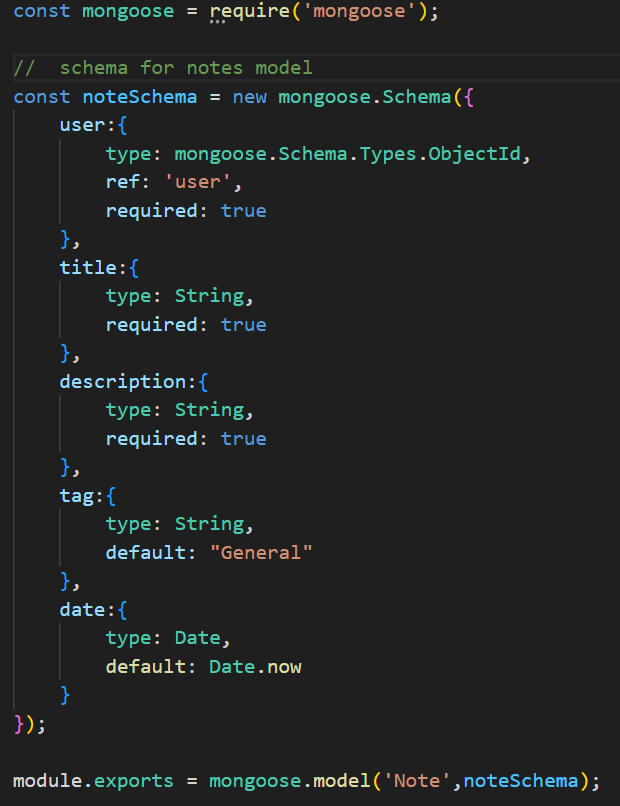 const mongoose = require('mongoose');
//  schema for notes model
const noteSchema = new mongoose.Schema({
    user:{
        type: mongoose.Schema.Types.ObjectId,
        ref: 'user',
        required: true
    },
    title:{
        type: String,
        required: true
    },
    description:{
        type: String,
        required: true
    },
    tag:{
        type: String,
        default: "General"
    },
    date:{
        type: Date,
        default: Date.now
    }
});
module.exports = mongoose.model('Note',noteSchema);